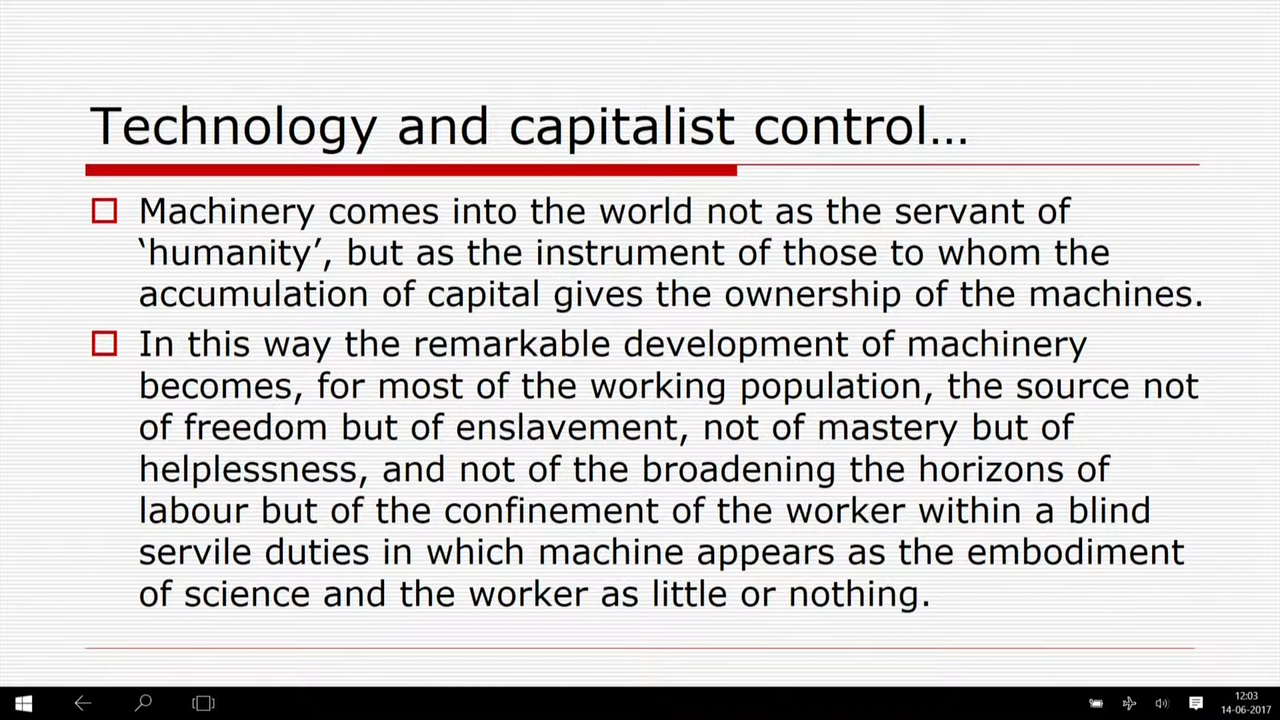 Technology and capitalist control…
Machinery comes into the world not as the servant of
‘humanity’, but as the instrument of those to whom the
accumulation of capital gives the ownership of the machines.
In this way the remarkable development of machinery
becomes, for most of the working population, the source not
of freedom but of enslavement, not of mastery but of
helplessness, and not of the broadening the horizons of
labour but of the confinement of the worker within a blind
servile duties in which machine appears as the embodiment
of science and the worker as little or nothing.
12:03
14-06-2017